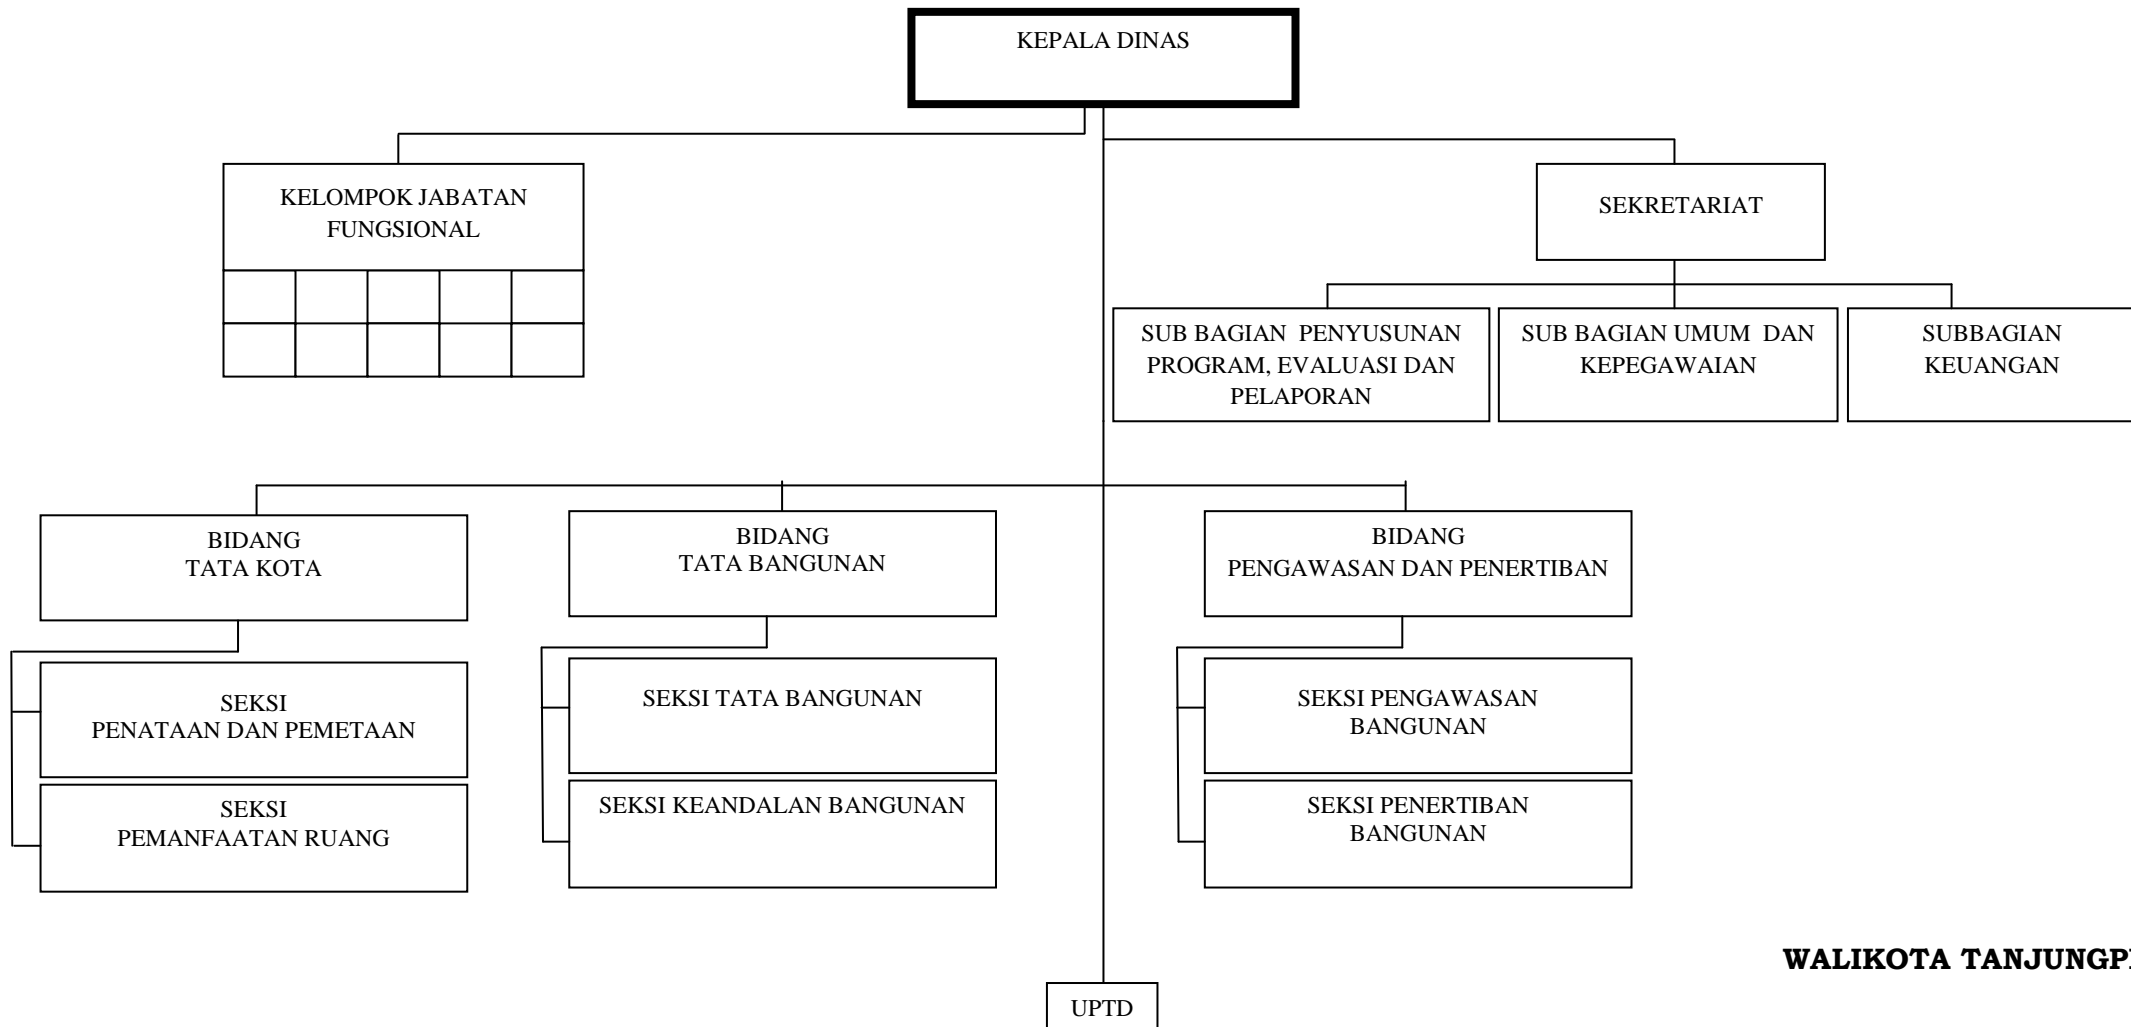 KEPALA DINAS
KELOMPOK JABATAN
FUNGSIONAL
SEKRETARIAT
SUB BAGIAN PENYUSUNAN
PROGRAM, EVALUASI DAN
PELAPORAN
SUB BAGIAN UMUM DAN
KEPEGAWAIAN
SUBBAGIAN
KEUANGAN
BIDANG
TATA KOTA
BIDANG
TATA BANGUNAN
BIDANG
PENGAWASAN DAN PENERTIBAN
SEKSI
PENATAAN DAN PEMETAAN
SEKSI TATA BANGUNAN
SEKSI PENGAWASAN
BANGUNAN
SEKSI
PEMANFAATAN RUANG
SEKSI KEANDALAN BANGUNAN
SEKSI PENERTIBAN
BANGUNAN
WALIKOTA
UPTD